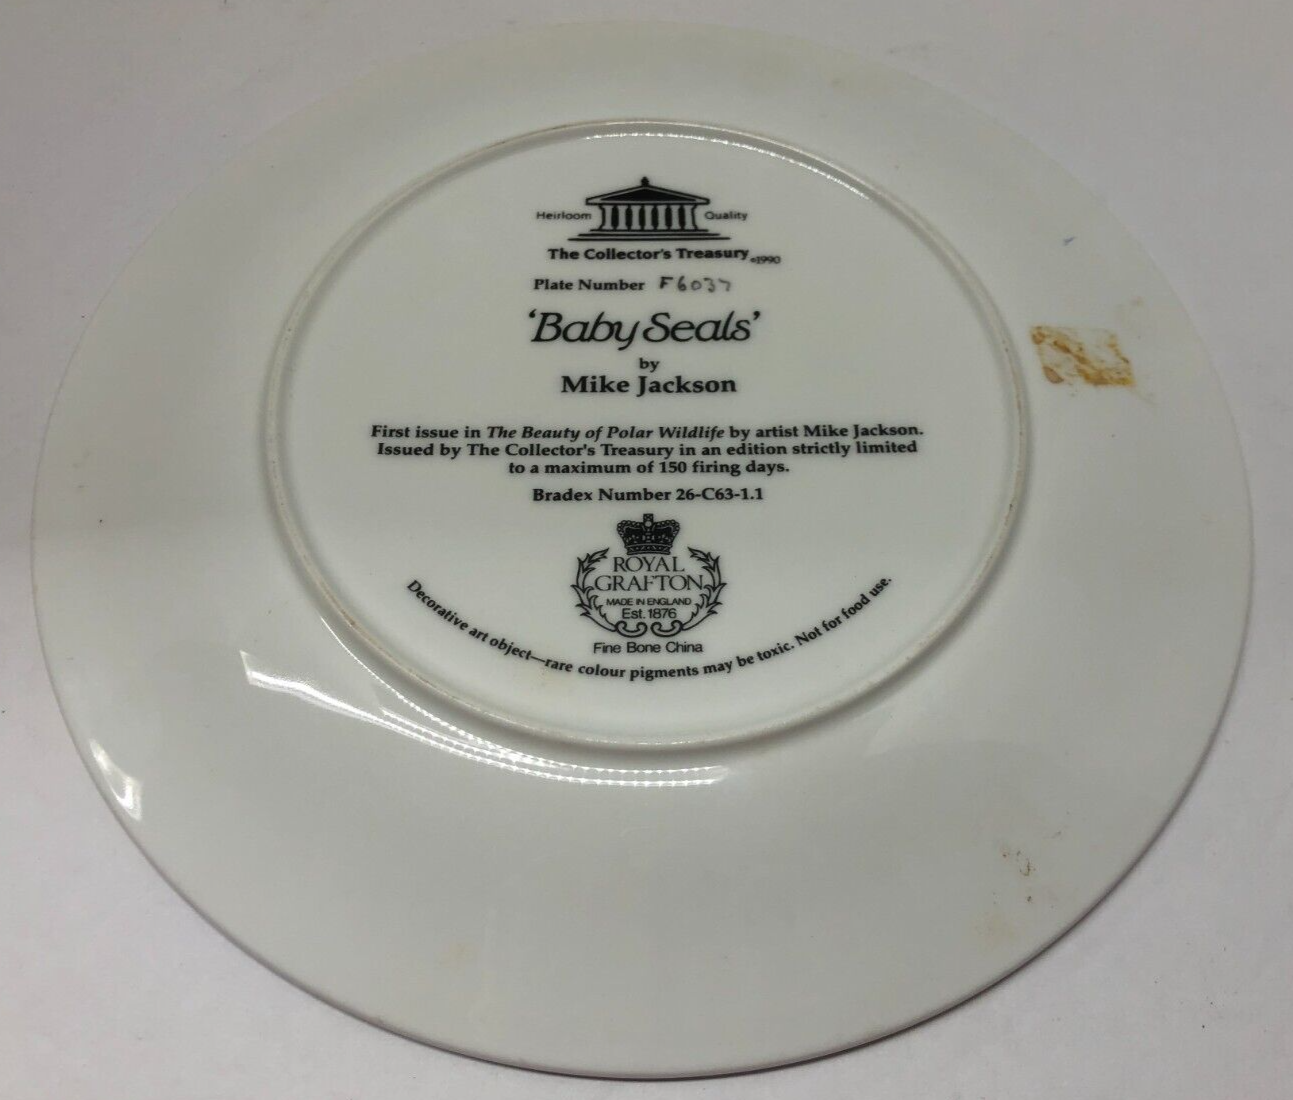 Heirloom Quality
The Collector's Treasury ©1990
Plate Number F6037
'Baby Seals'
by
Mike Jackson
First issue in The Beauty of Polar Wildlife by artist Mike Jackson.
Issued by The Collector's Treasury in an edition strictly limited
to a maximum of 150 firing days.
Bradex Number 26-C63-1.1
ROYAL
GRAFTON
MADE IN ENGLAND
Est. 1876
Fine Bone China
Decorative art object—rare colour pigments may be toxic. Not for food use.